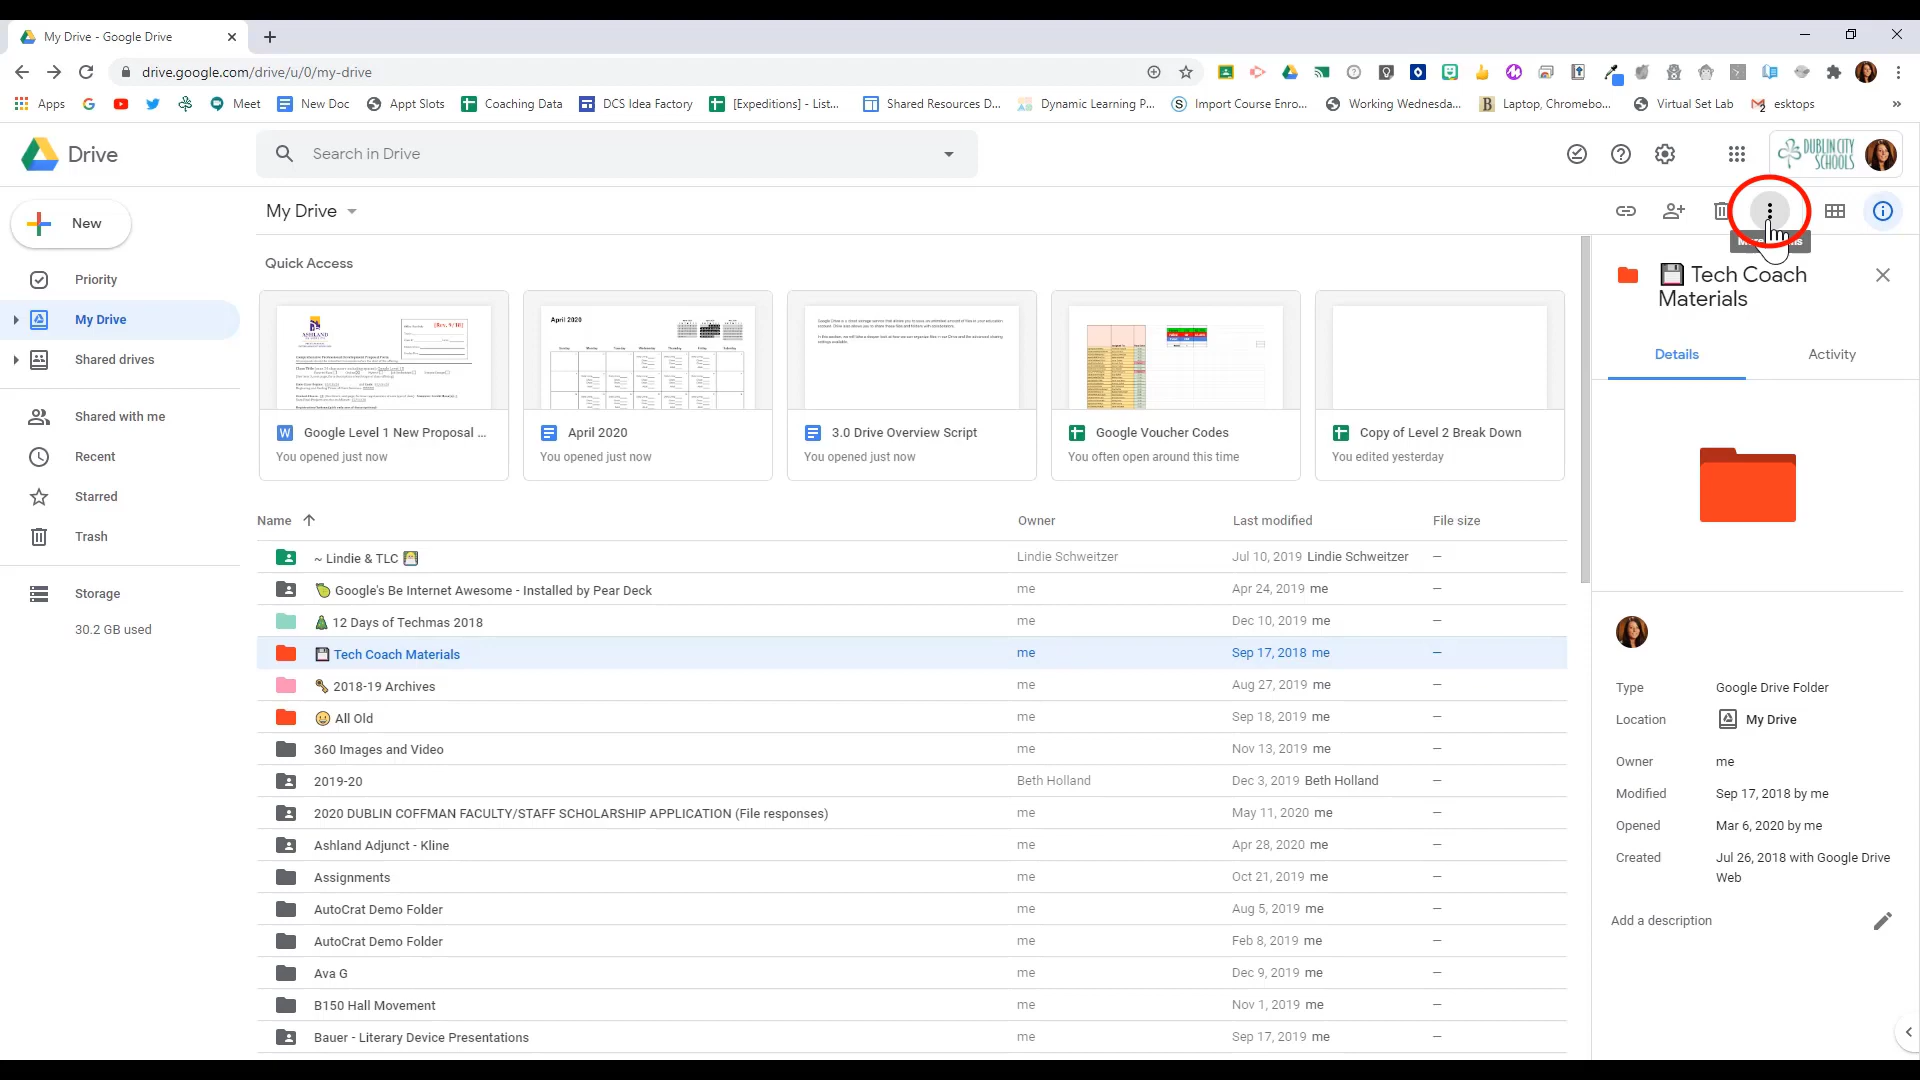 My Drive - Google Drive
drive.google.com/drive/u/0/my-drive
Apps
Meet
New Doc
Appt Slots
Coaching Data
DCS Idea Factory
[Expeditions] - List...
Shared Resources D...
Dynamic Learning P...
Import Course Enro...
Working Wednesda...
Laptop, Chromebo...
Virtual Set Lab
esktops
Drive
Search in Drive
DUBLIN CITY
SCHOOLS
New
My Drive
Priority
My Drive
Shared drives
Shared with me
Recent
Starred
Trash
Storage
30.2 GB used
Quick Access
ASHLAND
[Rev. 9/18]
Google Level 1 New Proposal ...
You opened just now
April 2020
April 2020
You opened just now
3.0 Drive Overview Script
You opened just now
Google Voucher Codes
You often open around this time
Copy of Level 2 Break Down
You edited yesterday
Name Owner Last modified File size
~ Lindie & TLC Lindie Schweitzer Jul 10, 2019 Lindie Schweitzer –
Google's Be Internet Awesome - Installed by Pear Deck me Apr 24, 2019 me –
12 Days of Techmas 2018 me Dec 10, 2019 me –
Tech Coach Materials me Sep 17, 2018 me –
2018-19 Archives me Aug 27, 2019 me –
All Old me Sep 18, 2019 me –
360 Images and Video me Nov 13, 2019 me –
2019-20 Beth Holland Dec 3, 2019 Beth Holland –
2020 DUBLIN COFFMAN FACULTY/STAFF SCHOLARSHIP APPLICATION (File responses) me May 11, 2020 me –
Ashland Adjunct - Kline me Apr 28, 2020 me –
Assignments me Oct 21, 2019 me –
AutoCrat Demo Folder me Aug 5, 2019 me –
AutoCrat Demo Folder me Feb 8, 2019 me –
Ava G me Dec 9, 2019 me –
B150 Hall Movement me Nov 1, 2019 me –
Bauer - Literary Device Presentations me Sep 17, 2019 me –
Tech Coach
Materials
Details
Activity
Type Google Drive Folder
Location My Drive
Owner me
Modified Sep 17, 2018 by me
Opened Mar 6, 2020 by me
Created Jul 26, 2018 with Google Drive
Web
Add a description